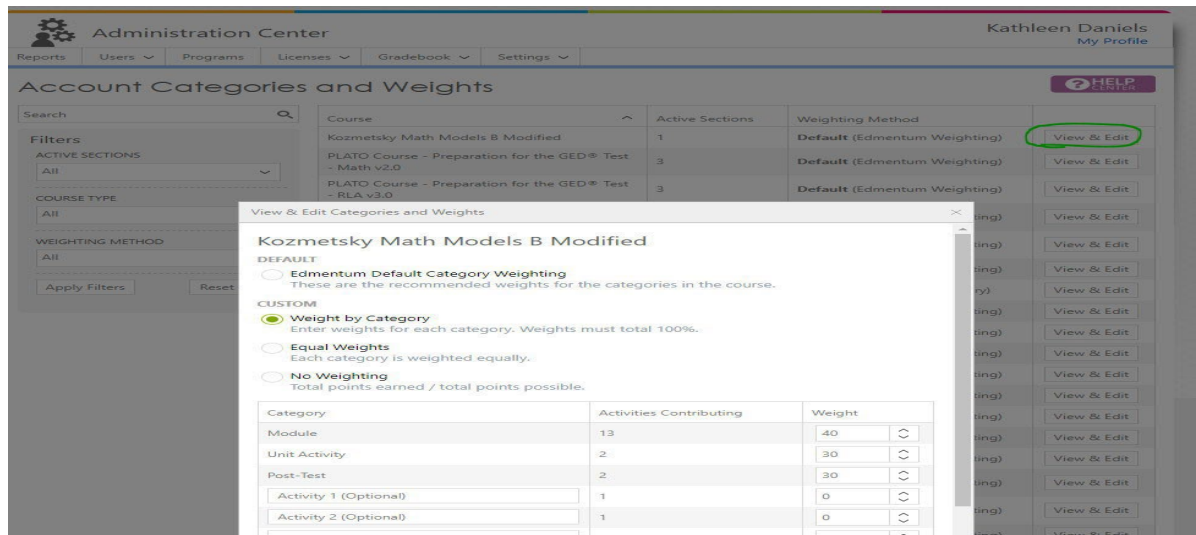 Administration Center
Kathleen Daniels
My Profile
Reports Users Programs Licenses Gradebook Settings
Account Categories and Weights
? HELP CENTER
Search
Course Active Sections Weighting Method
Filters
Kozmetsky Math Models B Modified 1 Default (Edmentum Weighting) View & Edit
ACTIVE SECTIONS
All
PLATO Course - Preparation for the GED® Test
- Math v2.0
3 Default (Edmentum Weighting) View & Edit
PLATO Course - Preparation for the GED® Test
- RLA v3.0
3 Default (Edmentum Weighting) View & Edit
COURSE TYPE
All
WEIGHTING METHOD
All
Apply Filters Reset
View & Edit Categories and Weights
Kozmetsky Math Models B Modified
DEFAULT
Edmentum Default Category Weighting
These are the recommended weights for the categories in the course.
CUSTOM
Weight by Category
Enter weights for each category. Weights must total 100%.
Equal Weights
Each category is weighted equally.
No Weighting
Total points earned / total points possible.
Category Activities Contributing Weight
Module 13 40
Unit Activity 2 30
Post-Test 2 30
Activity 1 (Optional) 1 0
Activity 2 (Optional) 1 0
ting) View & Edit
ting) View & Edit
ting) View & Edit
ry) View & Edit
ting) View & Edit
ting) View & Edit
ting) View & Edit
ting) View & Edit
ting) View & Edit
ting) View & Edit
ting) View & Edit
ting) View & Edit
ting) View & Edit
ting) View & Edit